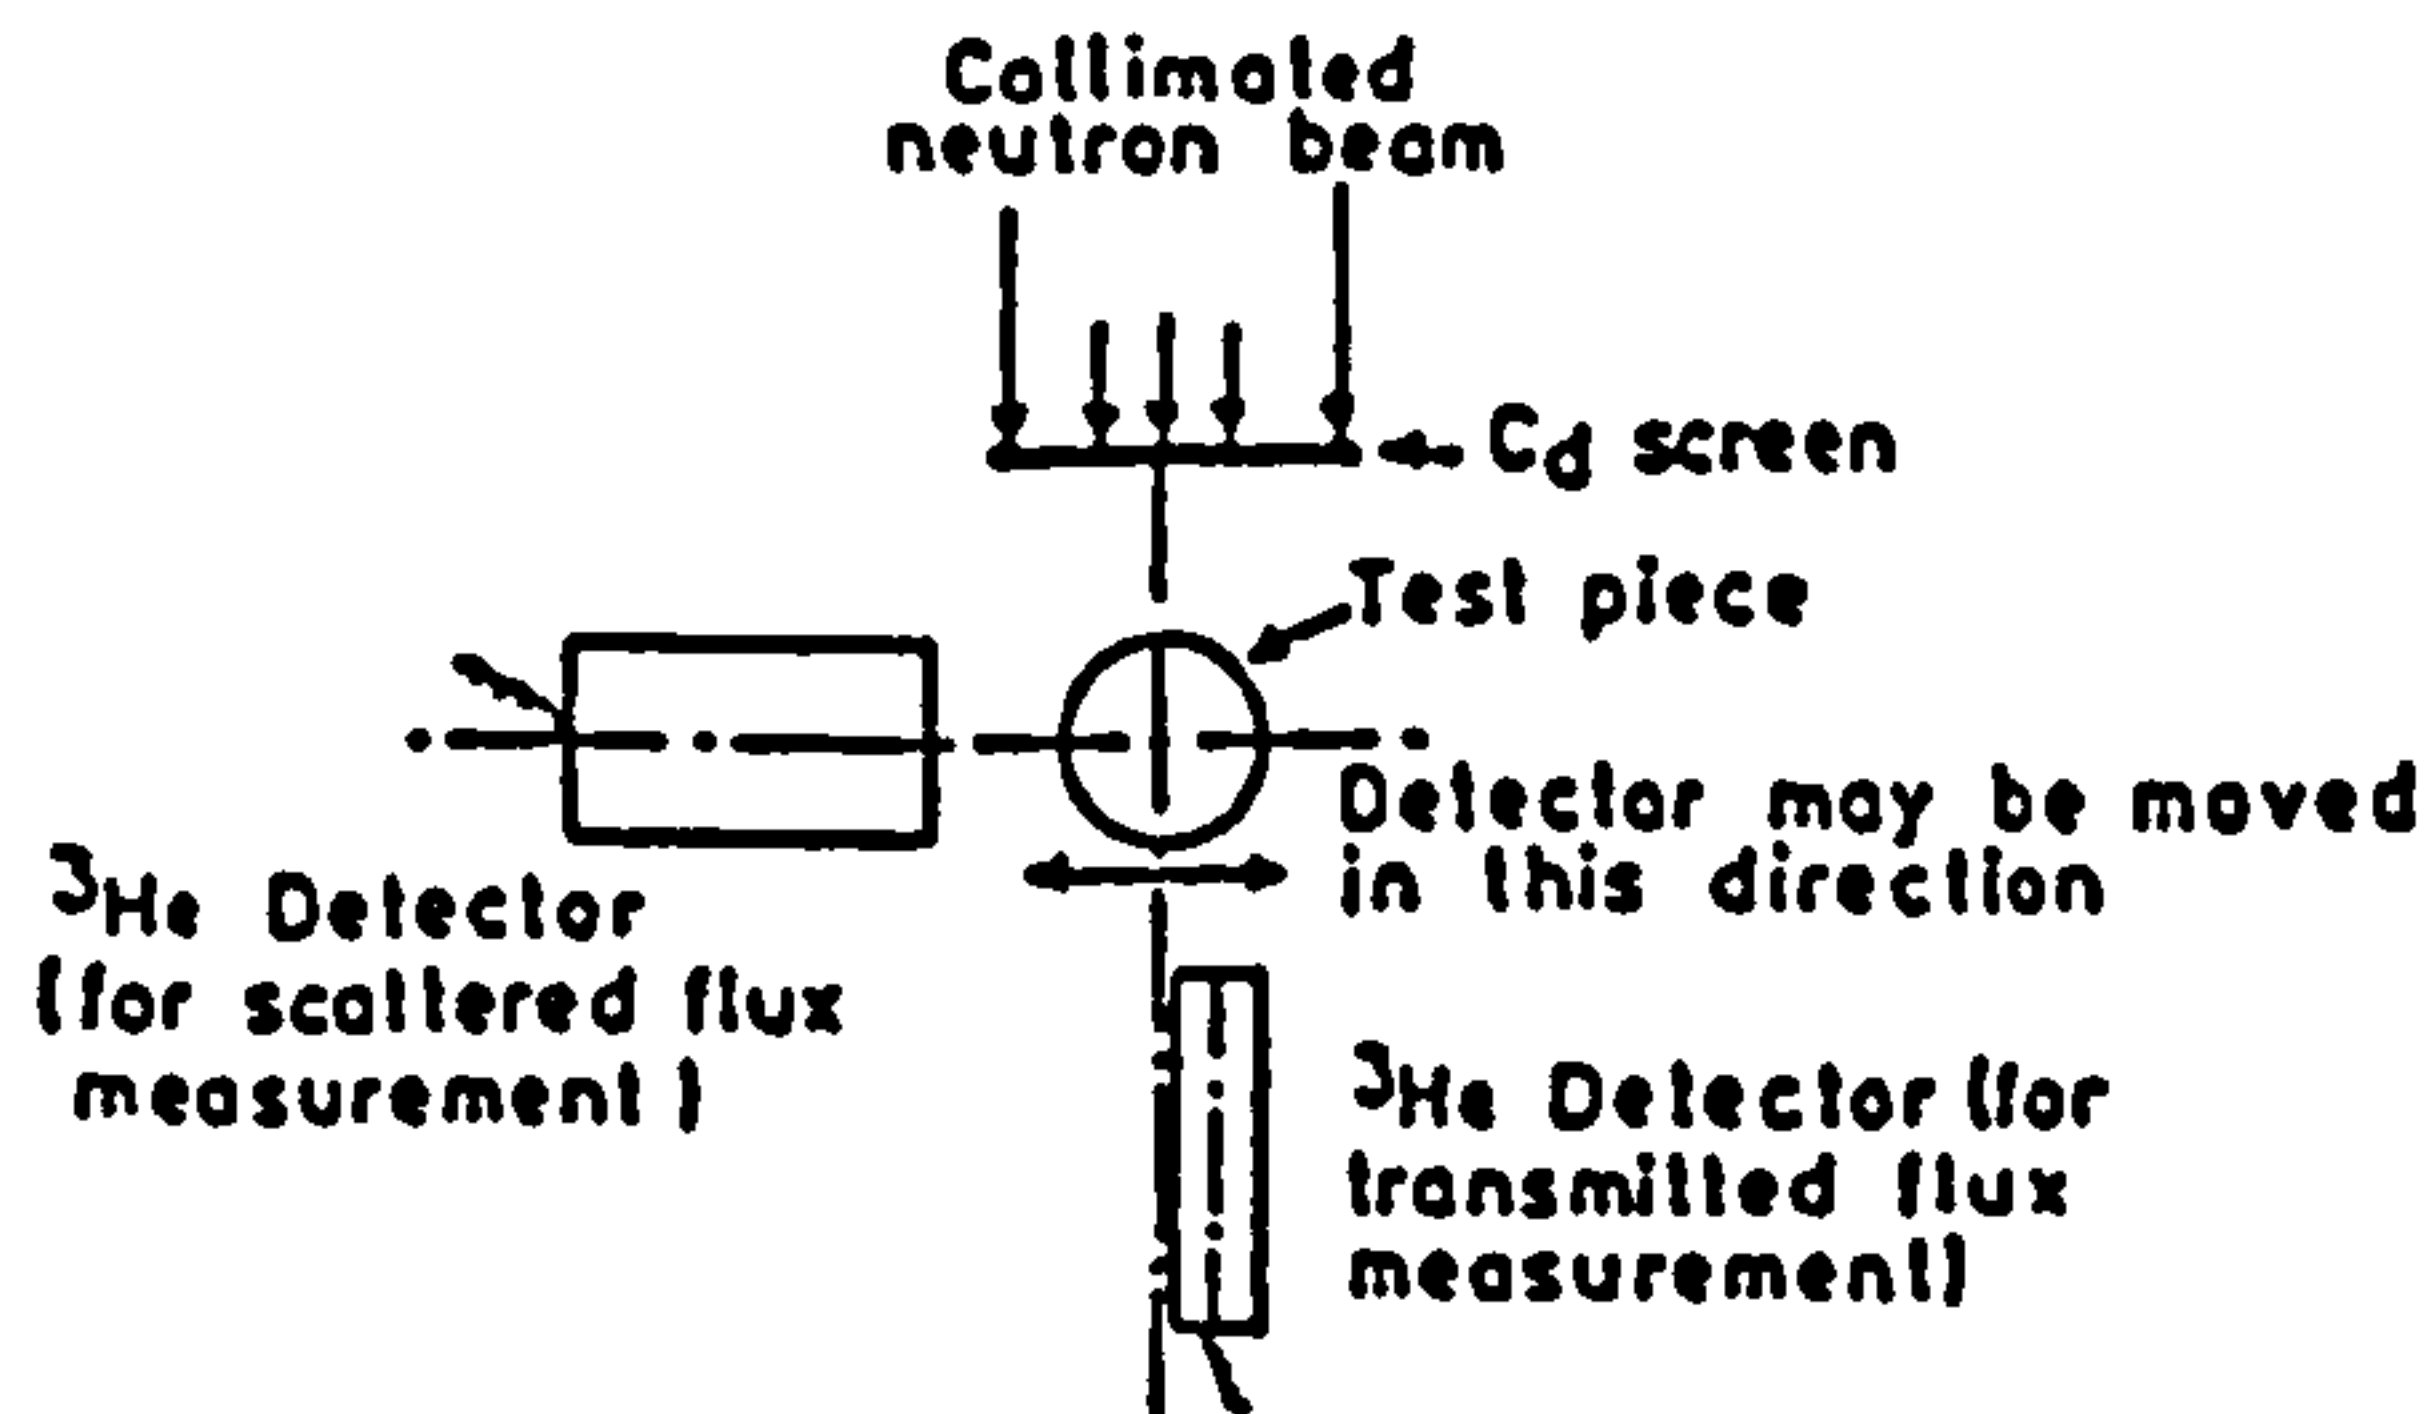 Collimated
neutron beam
Cd screen
Test piece
Detector may be moved
in this direction
³He Detector
(for scattered flux
measurement)
³He Detector (for
transmitted flux
measurement)